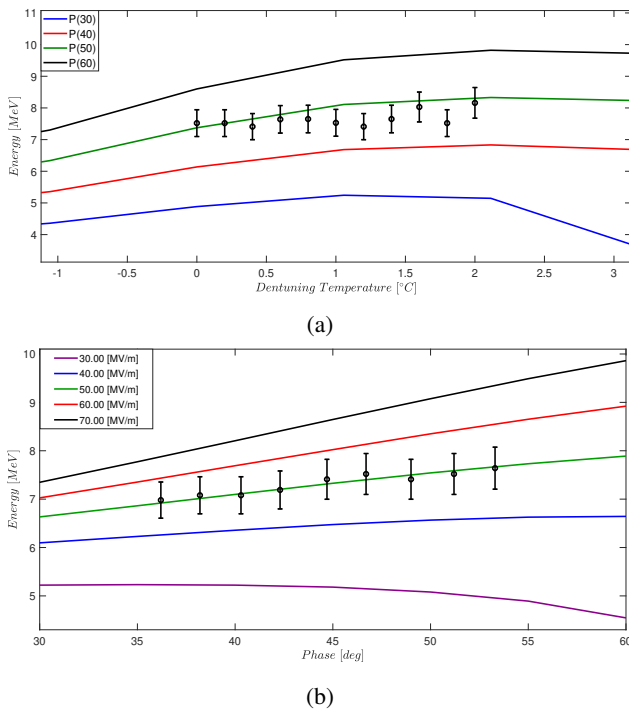 P(30)
P(40)
P(50)
P(60)
11
10
9
8
7
6
5
4
Energy [MeV]
-1 -0.5 0 0.5 1 1.5 2 2.5 3
Dentuning Temperature [°C]
(a)
30.00 [MV/m]
40.00 [MV/m]
50.00 [MV/m]
60.00 [MV/m]
70.00 [MV/m]
10
9
8
7
6
5
Energy [MeV]
30 35 40 45 50 55 60
Phase [deg]
(b)